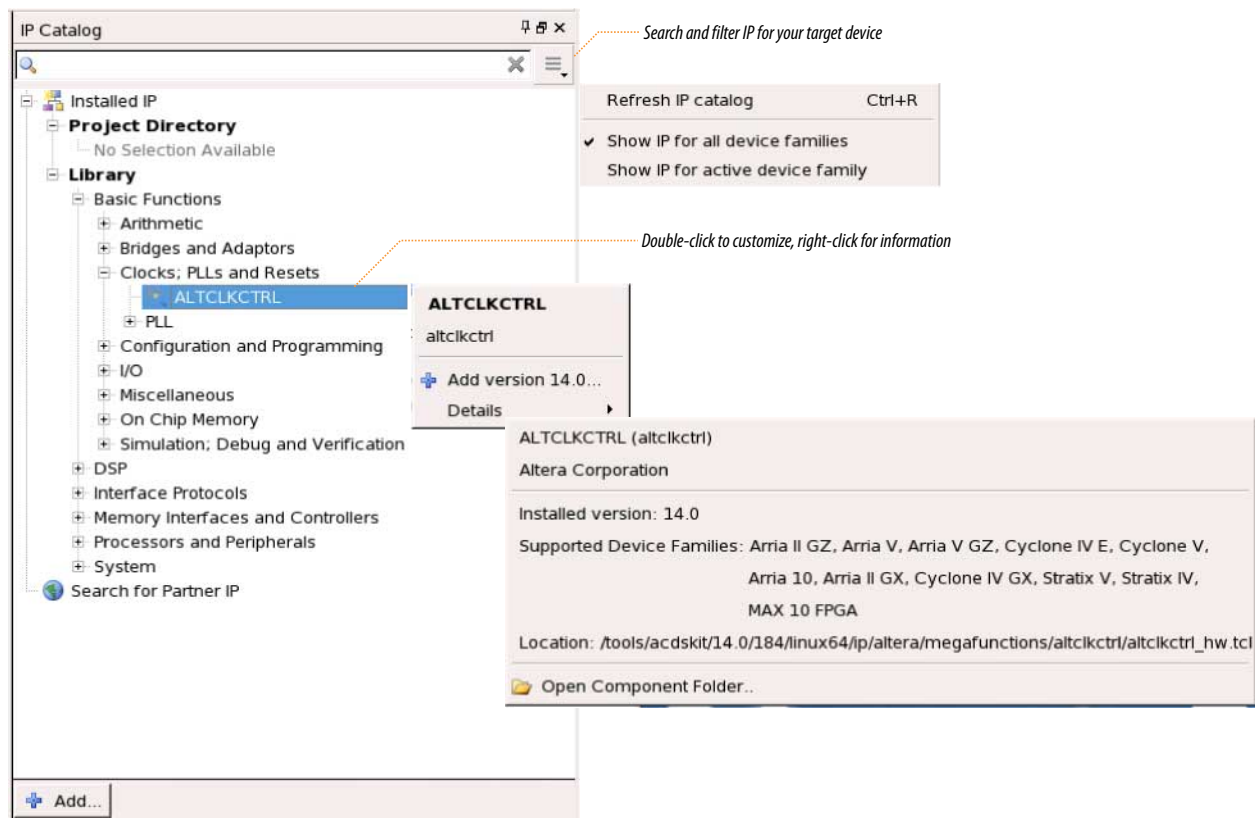 IP Catalog
Search and filter IP for your target device
Installed IP
Project Directory
No Selection Available
Library
Basic Functions
Arithmetic
Bridges and Adaptors
Clocks; PLLs and Resets
ALTCLKCTRL
PLL
Configuration and Programming
I/O
Miscellaneous
On Chip Memory
Simulation; Debug and Verification
DSP
Interface Protocols
Memory Interfaces and Controllers
Processors and Peripherals
System
Search for Partner IP
Add...
Refresh IP catalog Ctrl+R
Show IP for all device families
Show IP for active device family
Double-click to customize, right-click for information
ALTCLKCTRL
altclkctrl
Add version 14.0...
Details
ALTCLKCTRL (altclkctrl)
Altera Corporation
Installed version: 14.0
Supported Device Families: Arria II GZ, Arria V, Arria V GZ, Cyclone IV E, Cyclone V,
Arria 10, Arria II GX, Cyclone IV GX, Stratix V, Stratix IV,
MAX 10 FPGA
Location: /tools/acdskit/14.0/184/linux64/ip/altera/megafunctions/altclkctrl/altclkctrl_hw.tcl
Open Component Folder..